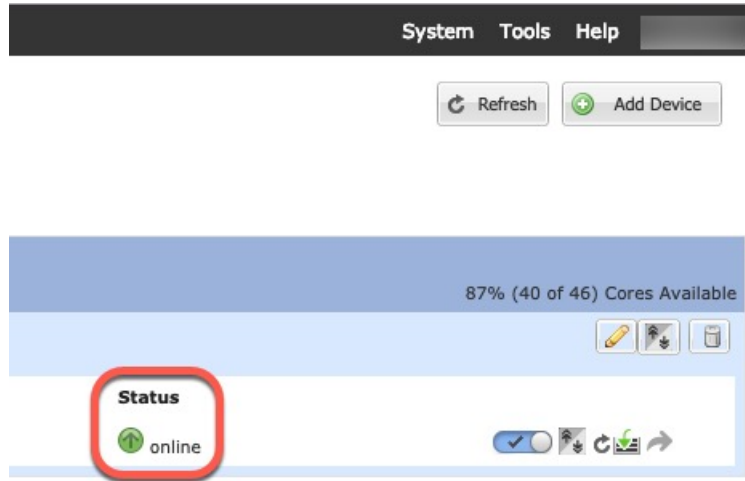 System Tools Help
Refresh Add Device
87% (40 of 46) Cores Available
Status
online